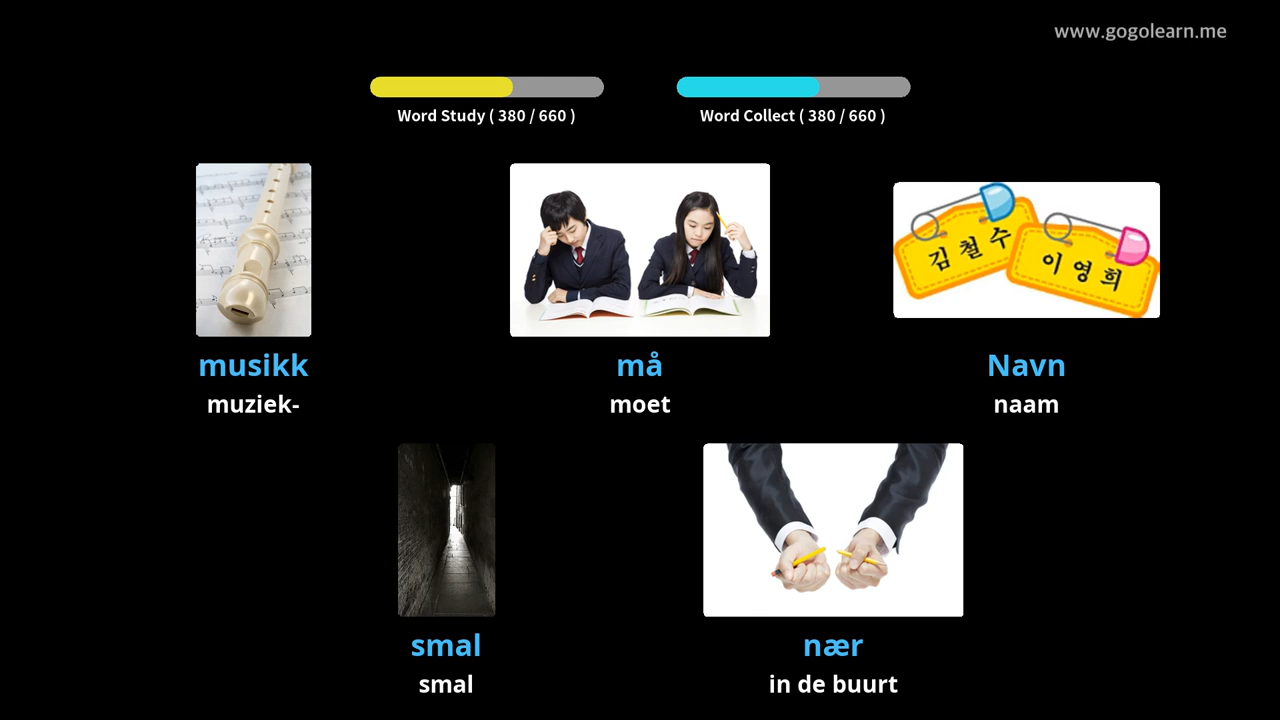 www.gogolearn.me
Word Study ( 380 / 660 )
Word Collect ( 380 / 660 )
김철수
이영희
musikk
må
Navn
muziek-
moet
naam
smal
nær
smal
in de buurt